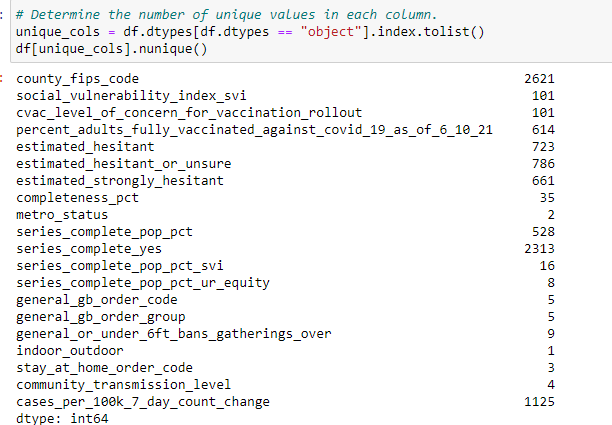 # Determine the number of unique values in each column.
unique_cols = df.dtypes[df.dtypes == "object"].index.tolist()
df[unique_cols].nunique()
county_fips_code 2621
social_vulnerability_index_svi 101
cvac_level_of_concern_for_vaccination_rollout 101
percent_adults_fully_vaccinated_against_covid_19_as_of_6_10_21 614
estimated_hesitant 723
estimated_hesitant_or_unsure 786
estimated_strongly_hesitant 661
completeness_pct 35
metro_status 2
series_complete_pop_pct 528
series_complete_yes 2313
series_complete_pop_pct_svi 16
series_complete_pop_pct_ur_equity 8
general_gb_order_code 5
general_gb_order_group 5
general_or_under_6ft_bans_gatherings_over 9
indoor_outdoor 1
stay_at_home_order_code 3
community_transmission_level 4
cases_per_100k_7_day_count_change 1125
dtype: int64